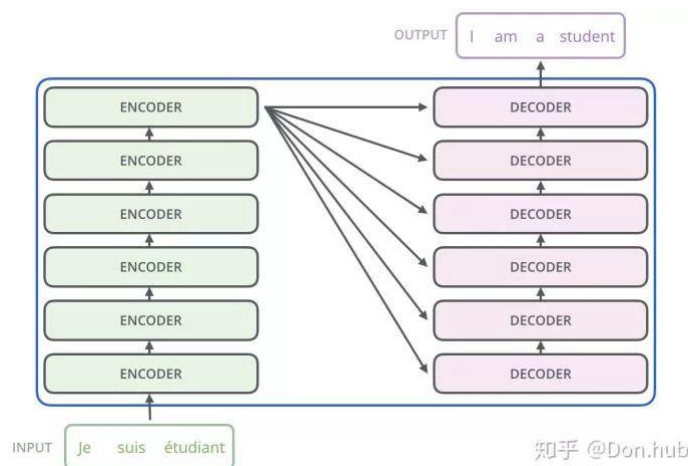 OUTPUT I am a student
ENCODER DECODER
ENCODER DECODER
ENCODER DECODER
ENCODER DECODER
ENCODER DECODER
ENCODER DECODER
INPUT Je suis étudiant
知乎 @Don.hub